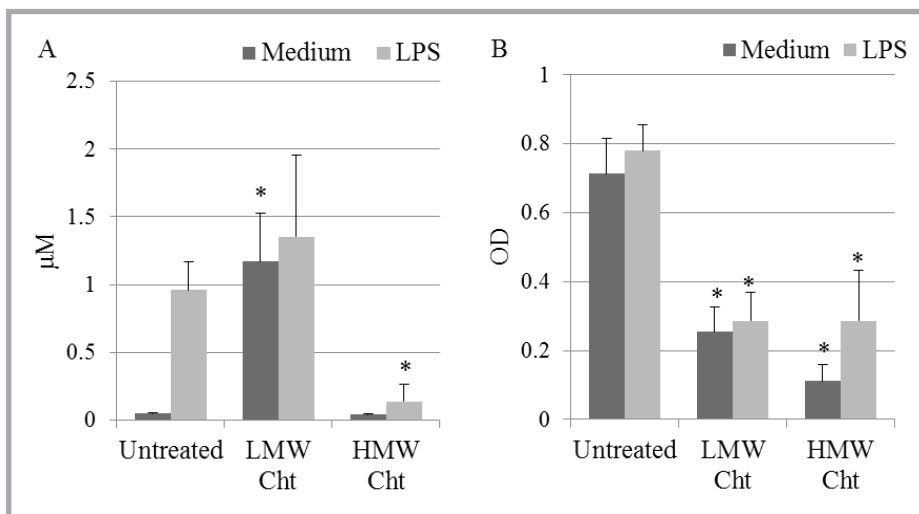 A
Medium LPS
2.5
2
1.5
1
0.5
0
µM
*
*
Untreated LMW HMW
Cht Cht
B
Medium LPS
1
0.8
0.6
0.4
0.2
0
OD
* *
*
*
Untreated LMW HMW
Cht Cht